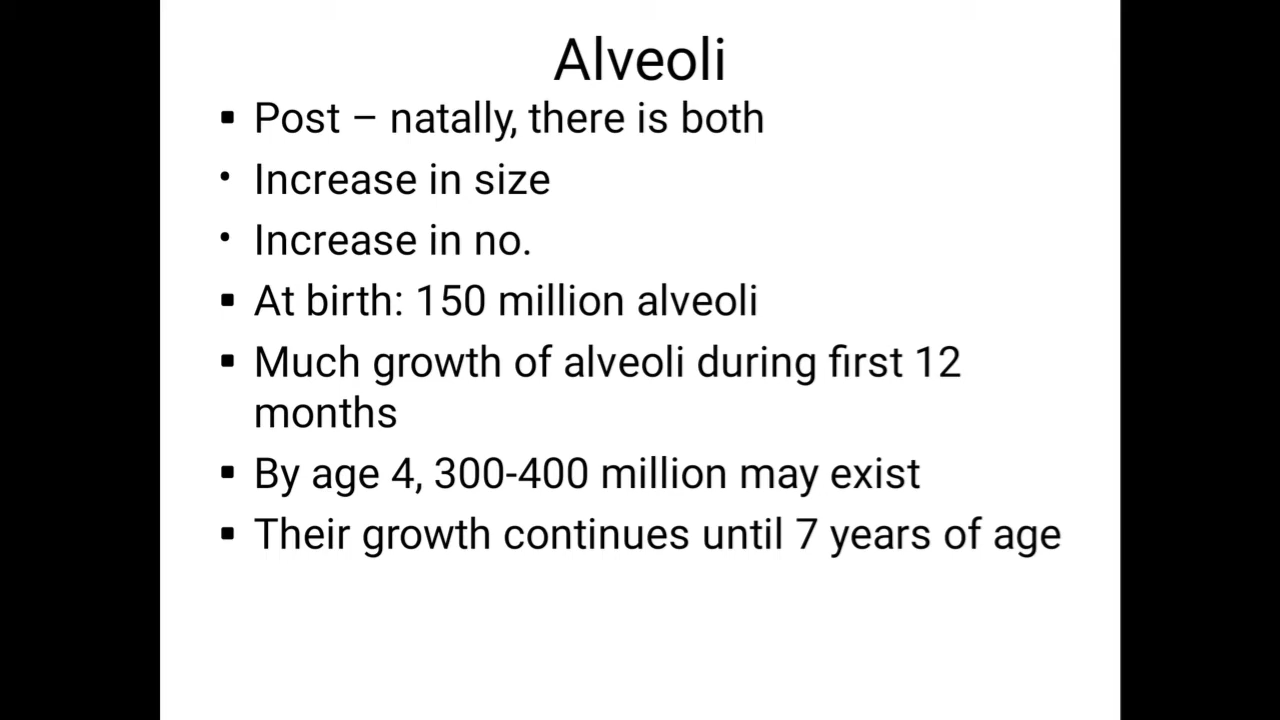 Alveoli
▪ Post – natally, there is both
• Increase in size
• Increase in no.
▪ At birth: 150 million alveoli
▪ Much growth of alveoli during first 12
months
▪ By age 4, 300-400 million may exist
▪ Their growth continues until 7 years of age